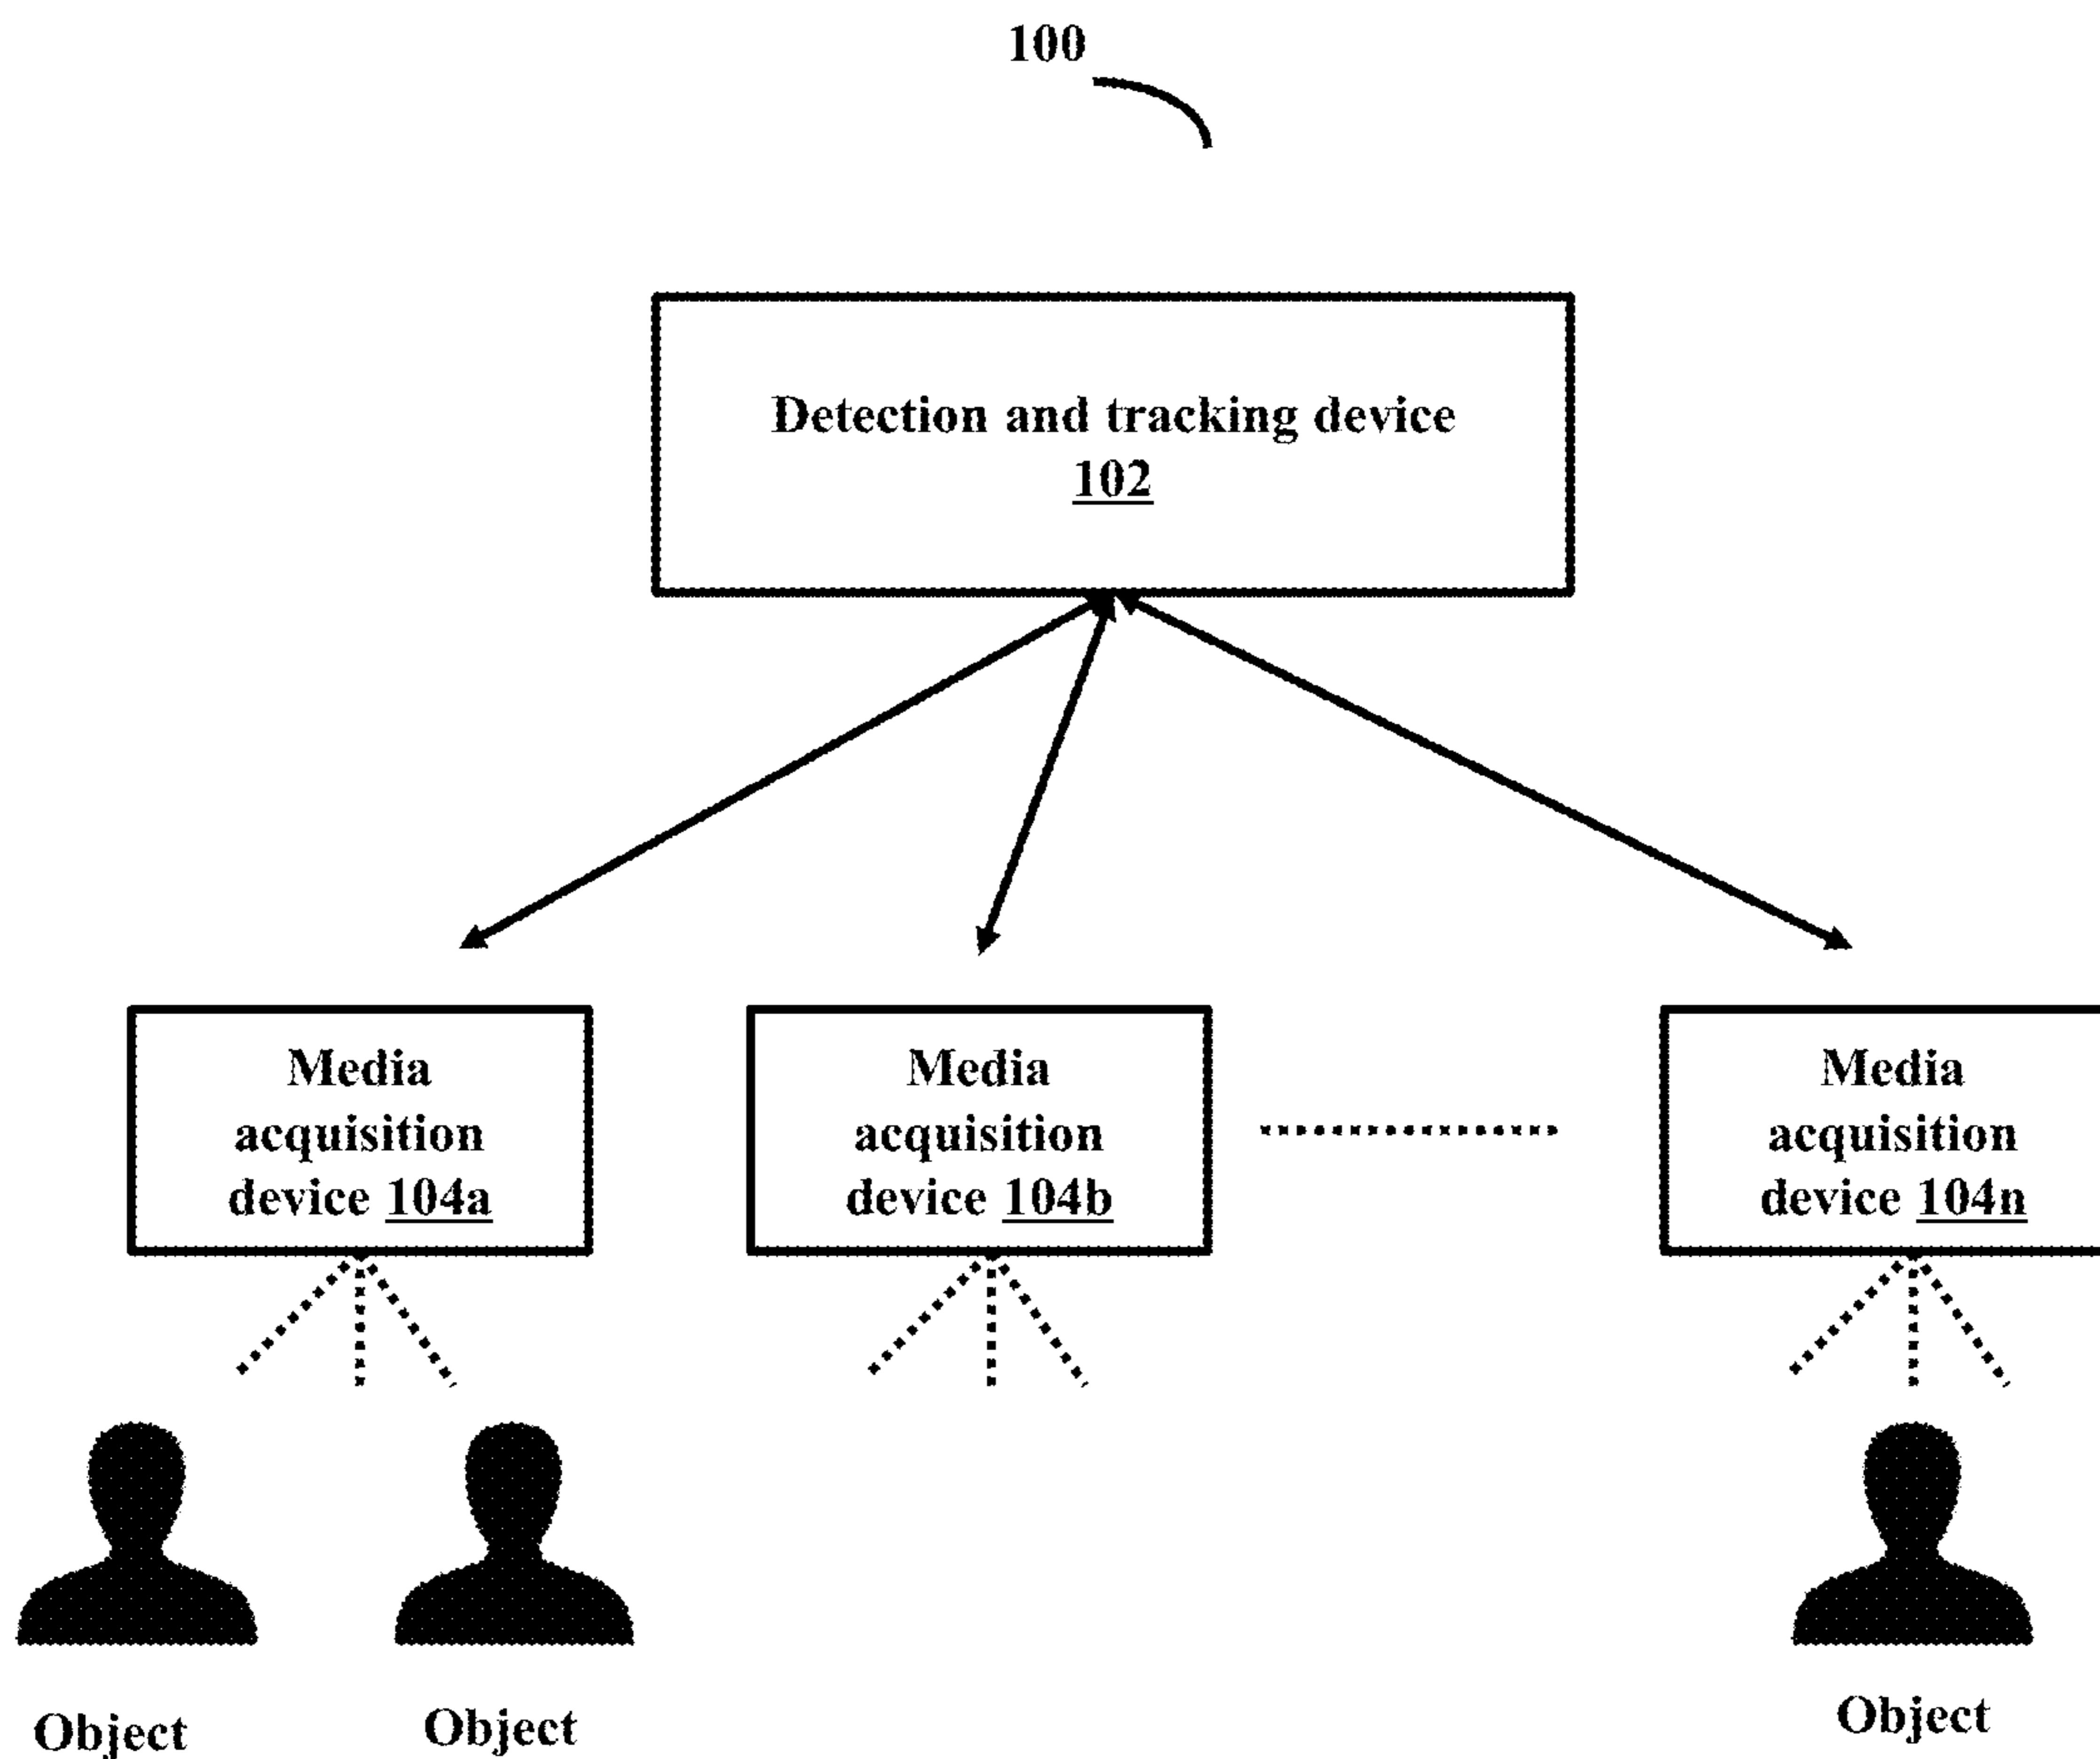 100
Detection and tracking device
102
Media
acquisition
device 104a
Media
acquisition
device 104b
Media
acquisition
device 104n
Object
Object
Object